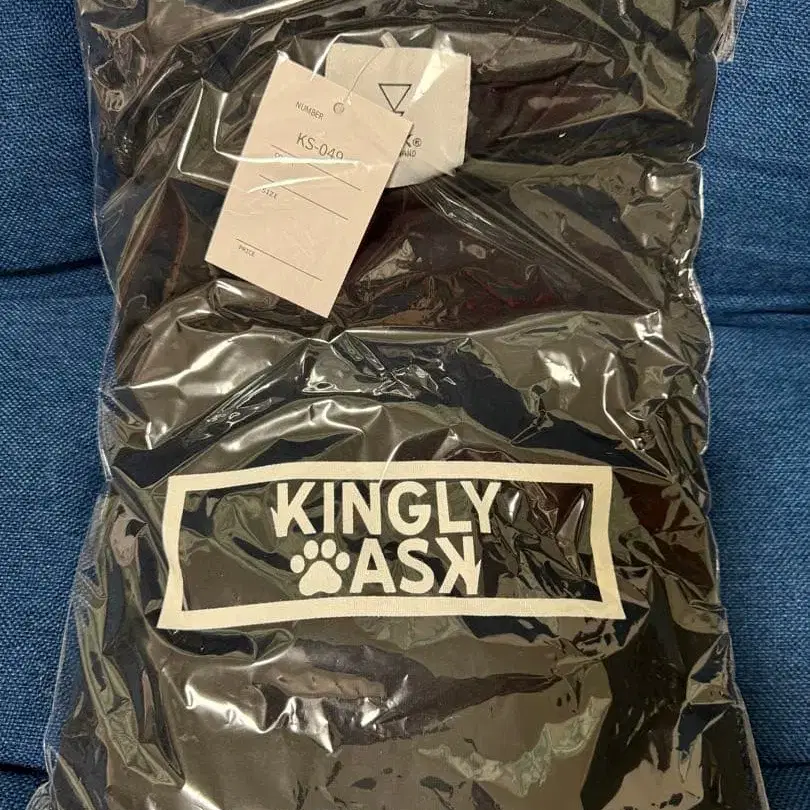 NUMBER
KS-049
SIZE
PRICE
KINGLY
ASK